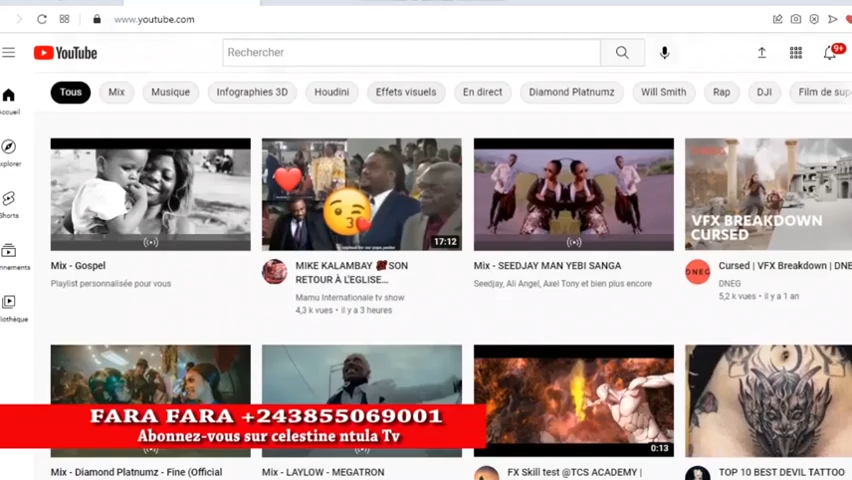 www.youtube.com
YouTube
Rechercher
9+
Tous Mix Musique Infographies 3D Houdini Effets visuels En direct Diamond Platnumz Will Smith Rap DJI Film de sup
Accueil
Explorer
Shorts
nnements
liothèque
17:12
VFX BREAKDOWN
CURSED
Mix - Gospel
Playlist personnalisée pour vous
MIKE KALAMBAY SON
RETOUR À L'EGLISE...
Mamu Internationale tv show
4,3 k vues • il y a 3 heures
Mix - SEEDJAY MAN YEBI SANGA
Seedjay, Ali Angel, Axel Tony et bien plus encore
DNEG
Cursed | VFX Breakdown | DNE
DNEG
5,2 k vues • il y a 1 an
0:13
FARA FARA +243855069001
Abonnez-vous sur celestine ntula Tv
Mix - Diamond Platnumz - Fine (Official
Mix - LAYLOW - MEGATRON
FX Skill test @TCS ACADEMY |
TOP 10 BEST DEVIL TATTOO